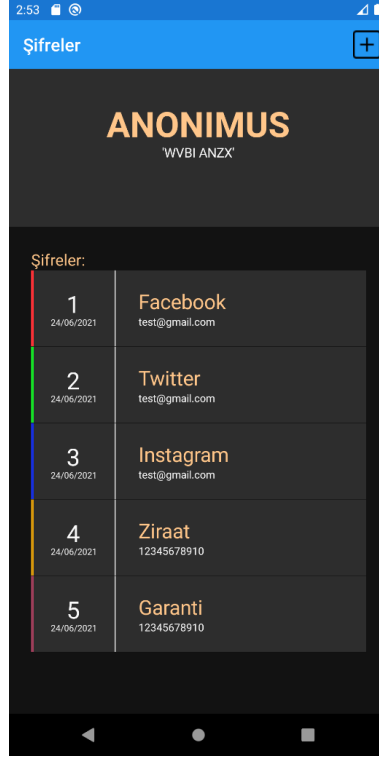 2:53
Şifreler
ANONIMUS
'WVBI ANZX'
Şifreler:
1
24/06/2021
Facebook
test@gmail.com
2
24/06/2021
Twitter
test@gmail.com
3
24/06/2021
Instagram
test@gmail.com
4
24/06/2021
Ziraat
12345678910
5
24/06/2021
Garanti
12345678910